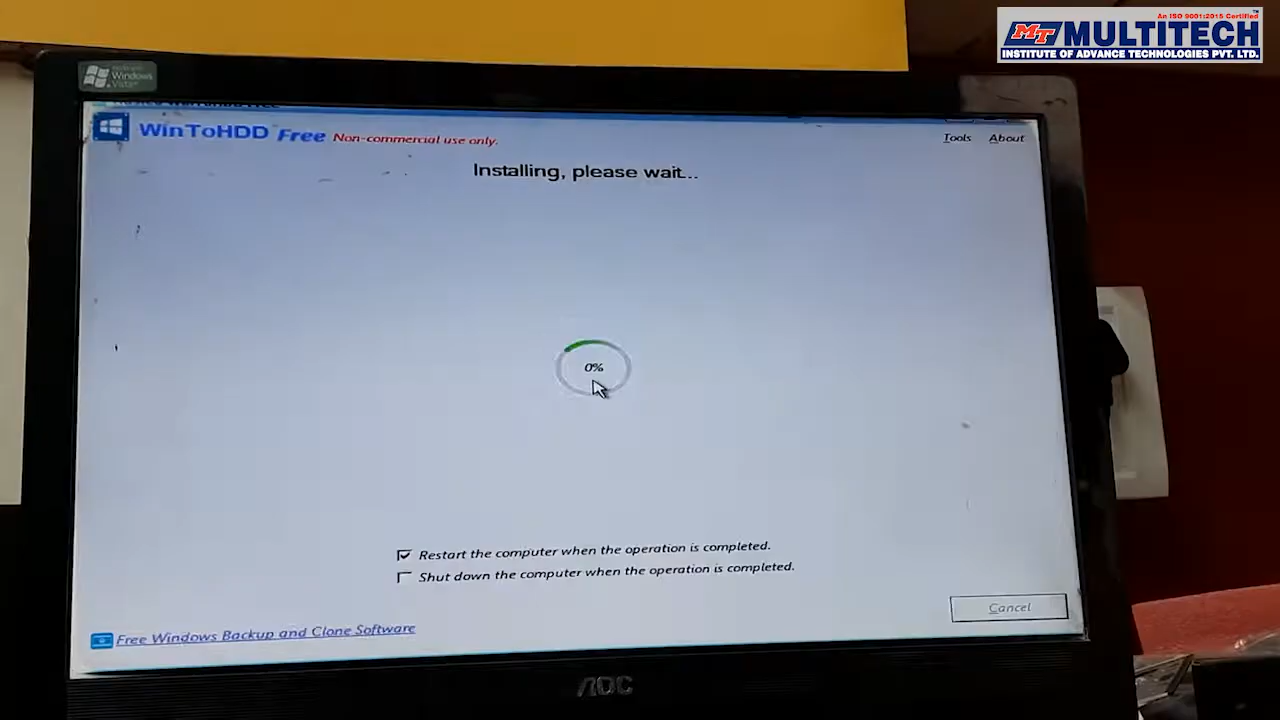 An ISO 9001:2015 Certified
MT MULTITECH
INSTITUTE OF ADVANCE TECHNOLOGIES PVT. LTD.
Windows Vista
WinToHDD Free Non-commercial use only.
Tools About
Installing, please wait...
0%
Restart the computer when the operation is completed.
Shut down the computer when the operation is completed.
Cancel
Free Windows Backup and Clone Software
AOC